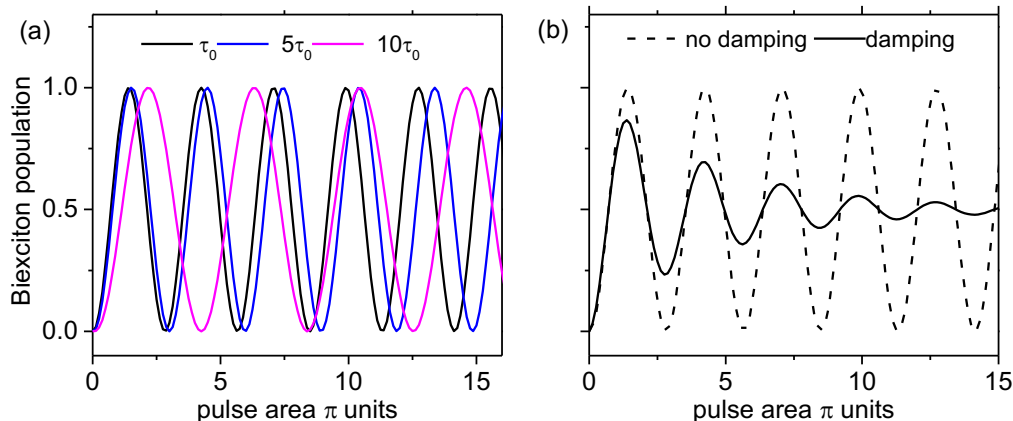 (a)
τ₀ 5τ₀ 10τ₀
1.0
0.5
0.0
Biexciton population
0 5 10 15
pulse area π units
(b)
no damping damping
0 5 10 15
pulse area π units